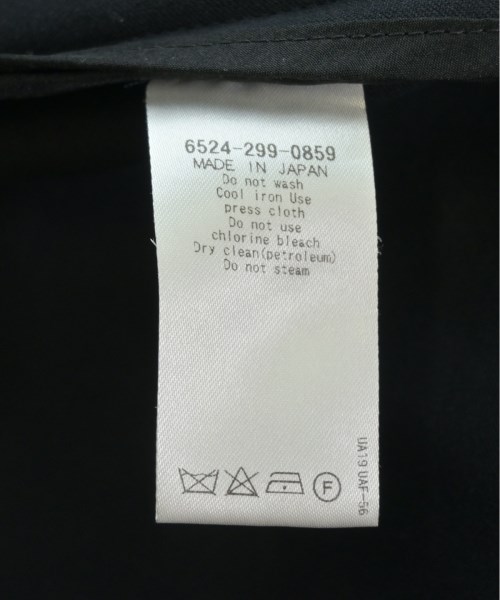 6524-299-0859
MADE IN JAPAN
Do not wash
Cool iron Use
press cloth
Do not use
chlorine bleach
Dry clean(petroleum)
Do not steam
F
UA19 UAF-56